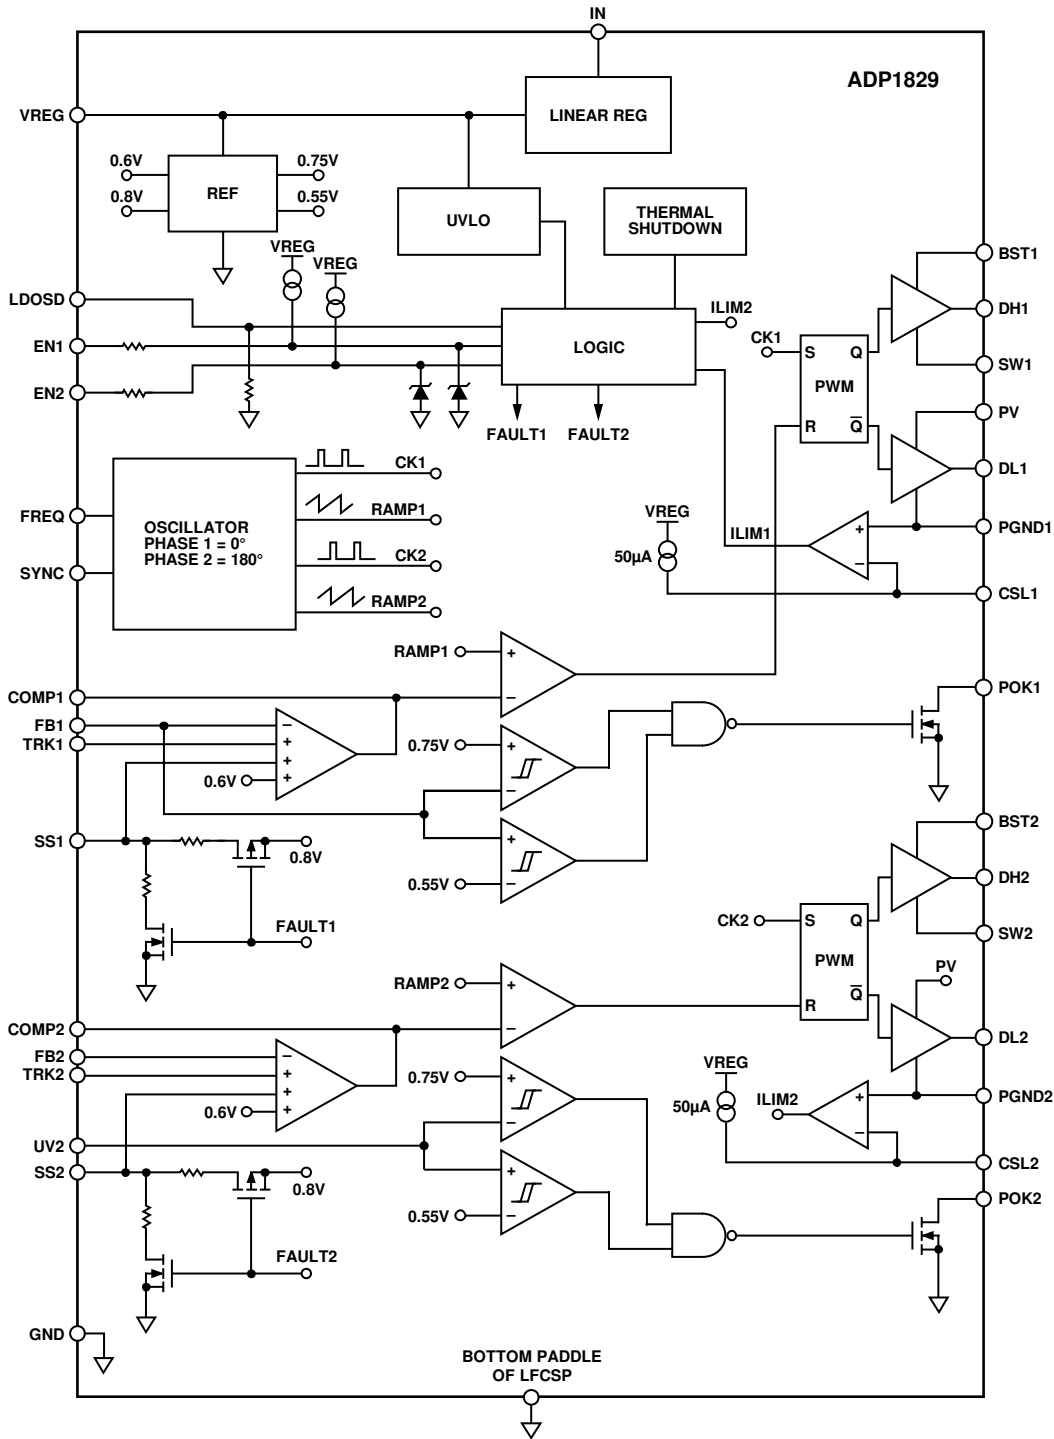 IN
ADP1829
VREG
LINEAR REG
0.6V
0.75V
REF
0.8V
0.55V
UVLO
THERMAL
SHUTDOWN
VREG
VREG
BST1
LDOSD
ILIM2
DH1
EN1
LOGIC
CK1
S
Q
SW1
EN2
PWM
PV
FAULT1
FAULT2
R
Q
DL1
CK1
FREQ
OSCILLATOR
PHASE 1 = 0°
PHASE 2 = 180°
RAMP1
VREG
ILIM1
+
PGND1
CK2
50µA
–
SYNC
CSL1
RAMP2
RAMP1
+
COMP1
–
POK1
FB1
–
TRK1
+
0.75V
+
+
0.6V
+
–
SS1
+
0.8V
BST2
0.55V
–
DH2
FAULT1
CK2
S
Q
SW2
PWM
PV
RAMP2
+
R
Q
COMP2
–
DL2
FB2
–
TRK2
+
0.75V
+
VREG
+
PGND2
+
0.6V
+
50µA
ILIM2
–
–
UV2
CSL2
SS2
+
0.8V
POK2
0.55V
–
FAULT2
GND
BOTTOM PADDLE
OF LFCSP